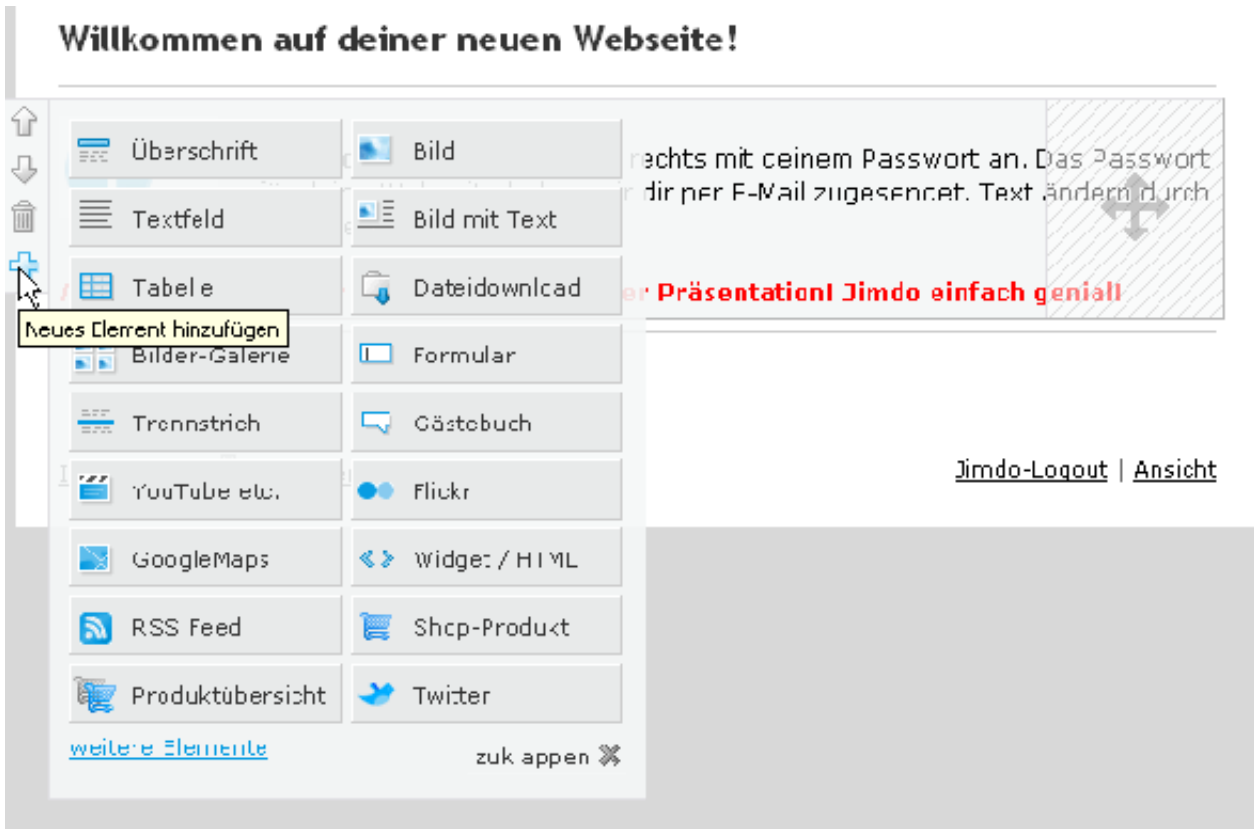 Willkommen auf deiner neuen Webseite!
Überschrift
Bild
rechts mit deinem Passwort an. Das Passwort
Textfeld
Bild mit Text
dir per E-Mail zugesendet. Text ändern durch
Tabelle
Dateidownload
er Präsentation! Jimdo einfach genial!
Neues Element hinzufügen
Bilder-Galerie
Formular
Trennstrich
Gästebuch
YouTube etc.
Flickr
Jimdo-Logout | Ansicht
GoogleMaps
Widget / HTML
RSS Feed
Shop-Produkt
Produktübersicht
Twitter
weitere Elemente
zuklappen